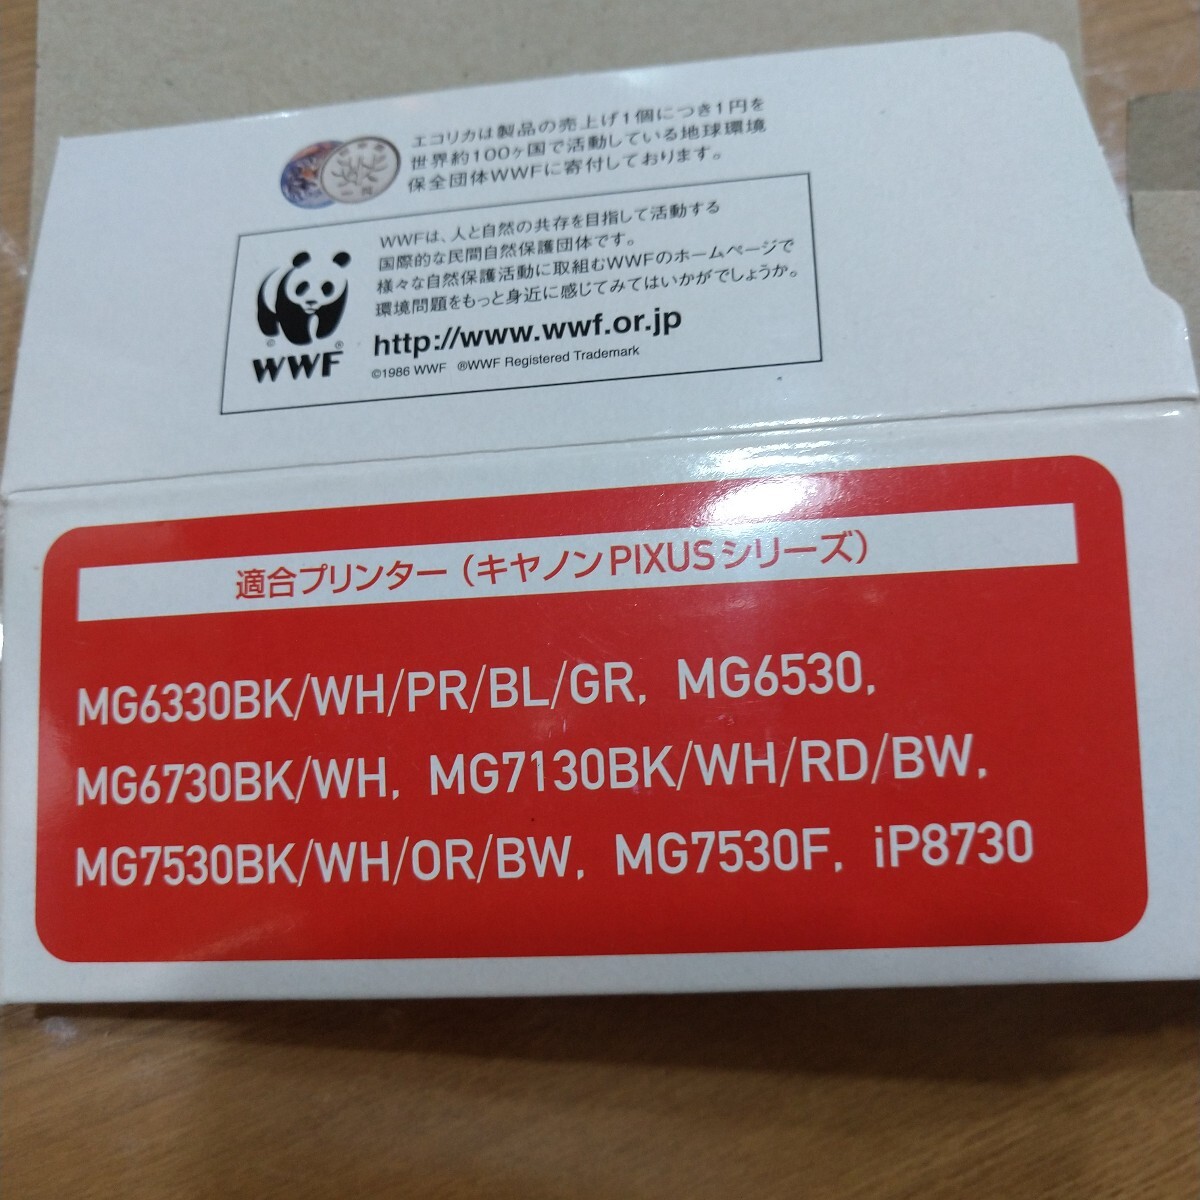 エコリカは製品の売上げ1個につき1円を
世界約100ヶ国で活動している地球環境
保全団体WWFに寄付しております。
WWFは、人と自然の共存を目指して活動する
国際的な民間自然保護団体です。
様々な自然保護活動に取組むWWFのホームページで
環境問題をもっと身近に感じてみてはいかがでしょうか。
http://www.wwf.or.jp
©1986 WWF ®WWF Registered Trademark
© ®
WWF
適合プリンター（キヤノンPIXUSシリーズ）
MG6330BK/WH/PR/BL/GR, MG6530,
MG6730BK/WH, MG7130BK/WH/RD/BW,
MG7530BK/WH/OR/BW, MG7530F, iP8730